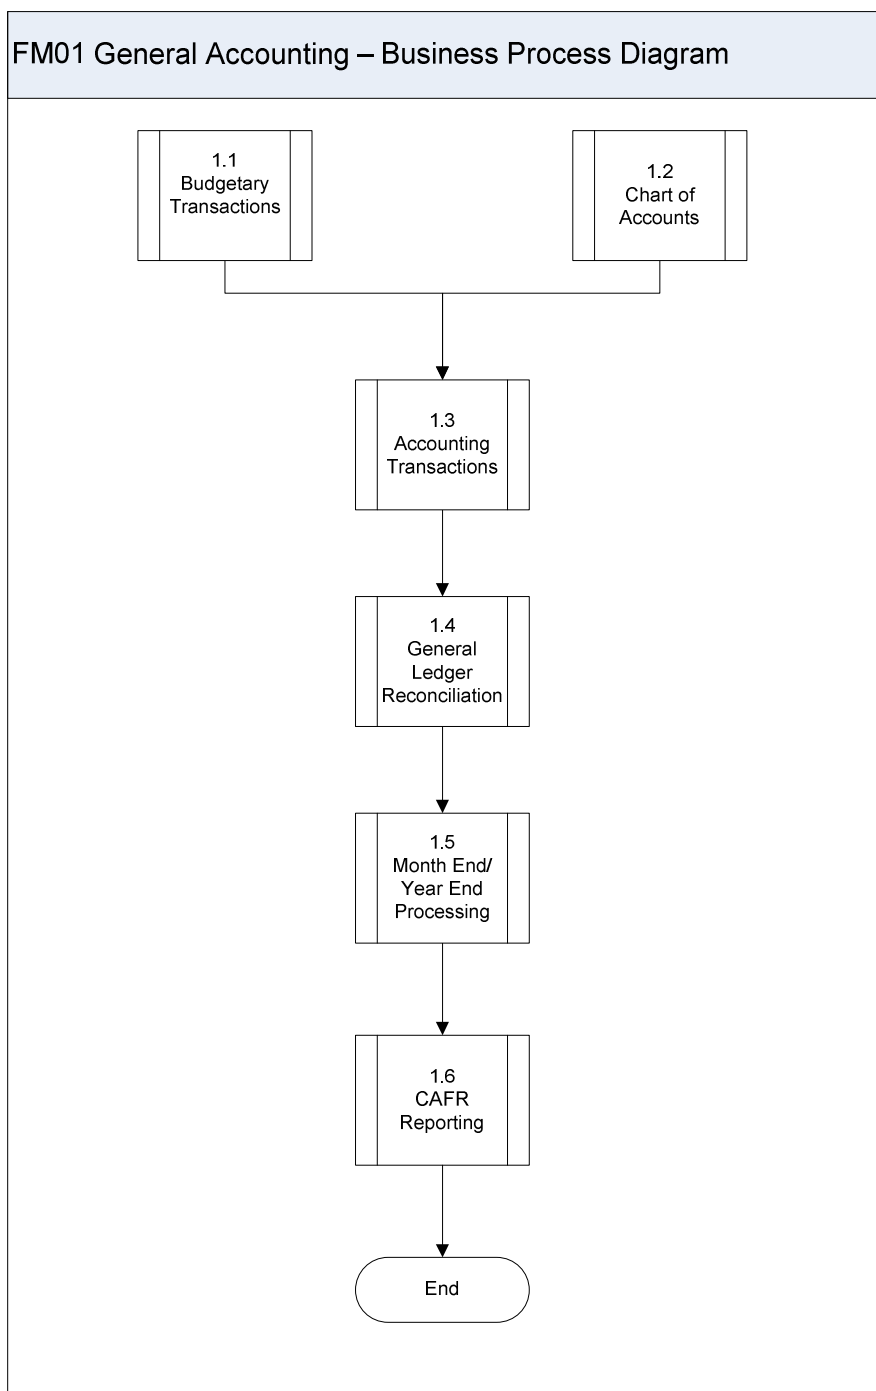 FM01 General Accounting – Business Process Diagram
1.1
Budgetary
Transactions
1.2
Chart of
Accounts
1.3
Accounting
Transactions
1.4
General
Ledger
Reconciliation
1.5
Month End/
Year End
Processing
1.6
CAFR
Reporting
End